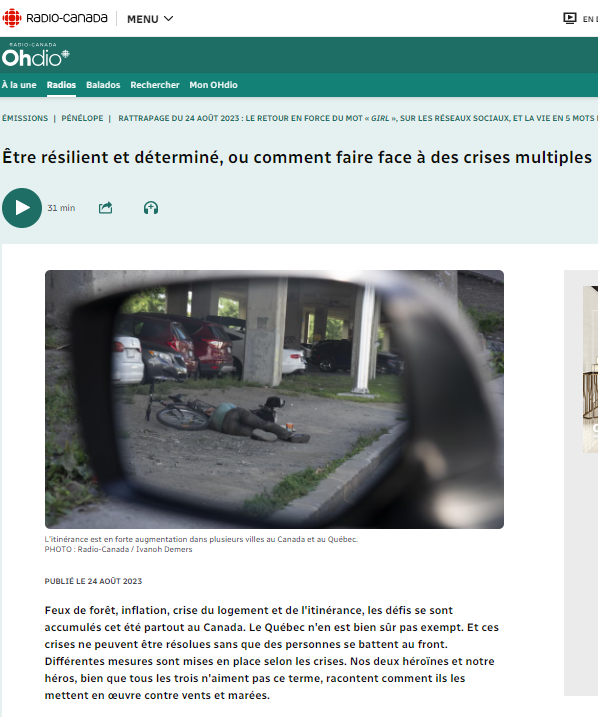 RADIO-CANADA MENU EN D
RADIO-CANADA
OHdio
À la une Radios Balados Rechercher Mon OHdio
ÉMISSIONS | PÉNÉLOPE | RATTRAPAGE DU 24 AOÛT 2023 : LE RETOUR EN FORCE DU MOT « GIRL », SUR LES RÉSEAUX SOCIAUX, ET LA VIE EN 5 MOTS
Être résilient et déterminé, ou comment faire face à des crises multiples
31 min
L'itinérance est en forte augmentation dans plusieurs villes au Canada et au Québec.
PHOTO : Radio-Canada / Ivanoh Demers
PUBLIÉ LE 24 AOÛT 2023
Feux de forêt, inflation, crise du logement et de l'itinérance, les défis se sont
accumulés cet été partout au Canada. Le Québec n'en est bien sûr pas exempt. Et ces
crises ne peuvent être résolues sans que des personnes se battent au front.
Différentes mesures sont mises en place selon les crises. Nos deux héroïnes et notre
héros, bien que tous les trois n'aiment pas ce terme, racontent comment ils les
mettent en œuvre contre vents et marées.